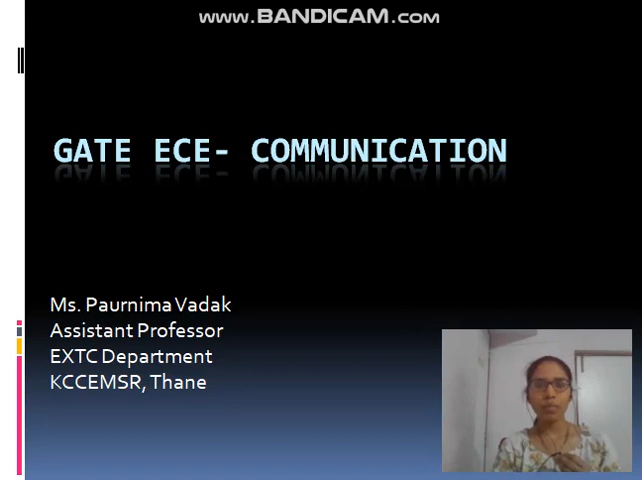 www.BANDICAM.com
GATE ECE- COMMUNICATION
Ms. Paurnima Vadak
Assistant Professor
EXTC Department
KCCEMSR, Thane